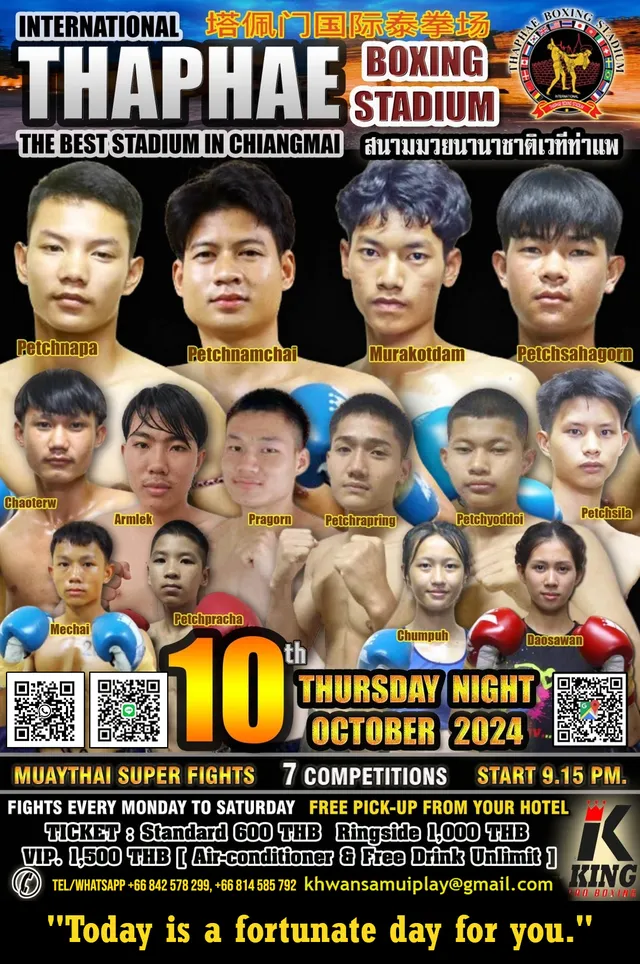 INTERNATIONAL 塔佩门国际泰拳场
THAPHAE BOXING STADIUM
THE BEST STADIUM IN CHIANGMAI สนามมวยนานาชาติเวทีท่าแพ
THAPHAE BOXING STADIUM
INTERNATIONAL
Petchnapa Petchnamchai Murakotdam Petchsahagorn
Chaoterw Armlek Pragorn Petchrapring Petchyoddoi Petchsila
Mechai Petchpracha Chumpuh Daosawan
10th THURSDAY NIGHT
OCTOBER 2024
MUAYTHAI SUPER FIGHTS 7 COMPETITIONS START 9.15 PM.
FIGHTS EVERY MONDAY TO SATURDAY FREE PICK-UP FROM YOUR HOTEL
TICKET : Standard 600 THB Ringside 1,000 THB
VIP. 1,500 THB [ Air-conditioner & Free Drink Unlimit ]
TEL/WHATSAPP +66 842 578 299, +66 814 585 792 khwansamuiplay@gmail.com
K
KING
PRO BOXING
"Today is a fortunate day for you."